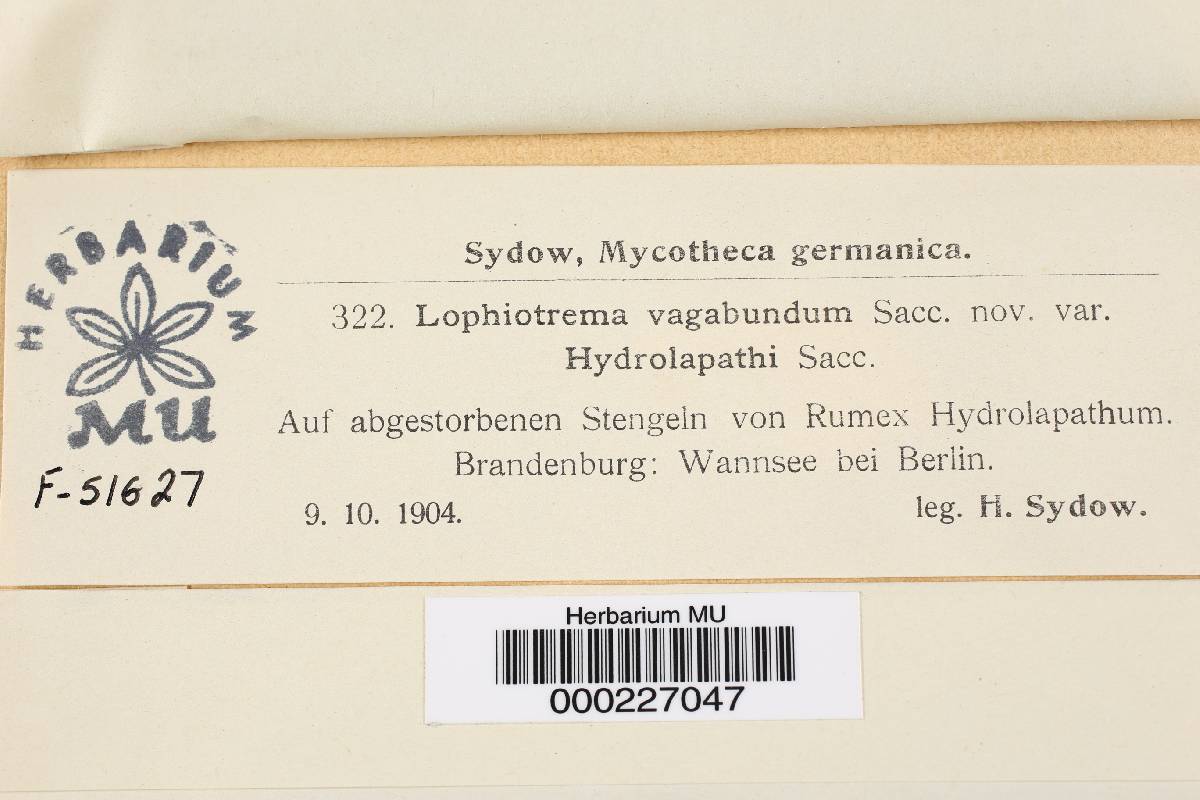 HERBARIUM
MU
F-51627
Sydow, Mycotheca germanica.
322. Lophiotrema vagabundum Sacc. nov. var.
Hydrolapathi Sacc.
Auf abgestorbenen Stengeln von Rumex Hydrolapathum.
Brandenburg: Wannsee bei Berlin.
9. 10. 1904.
leg. H. Sydow.
Herbarium MU
000227047